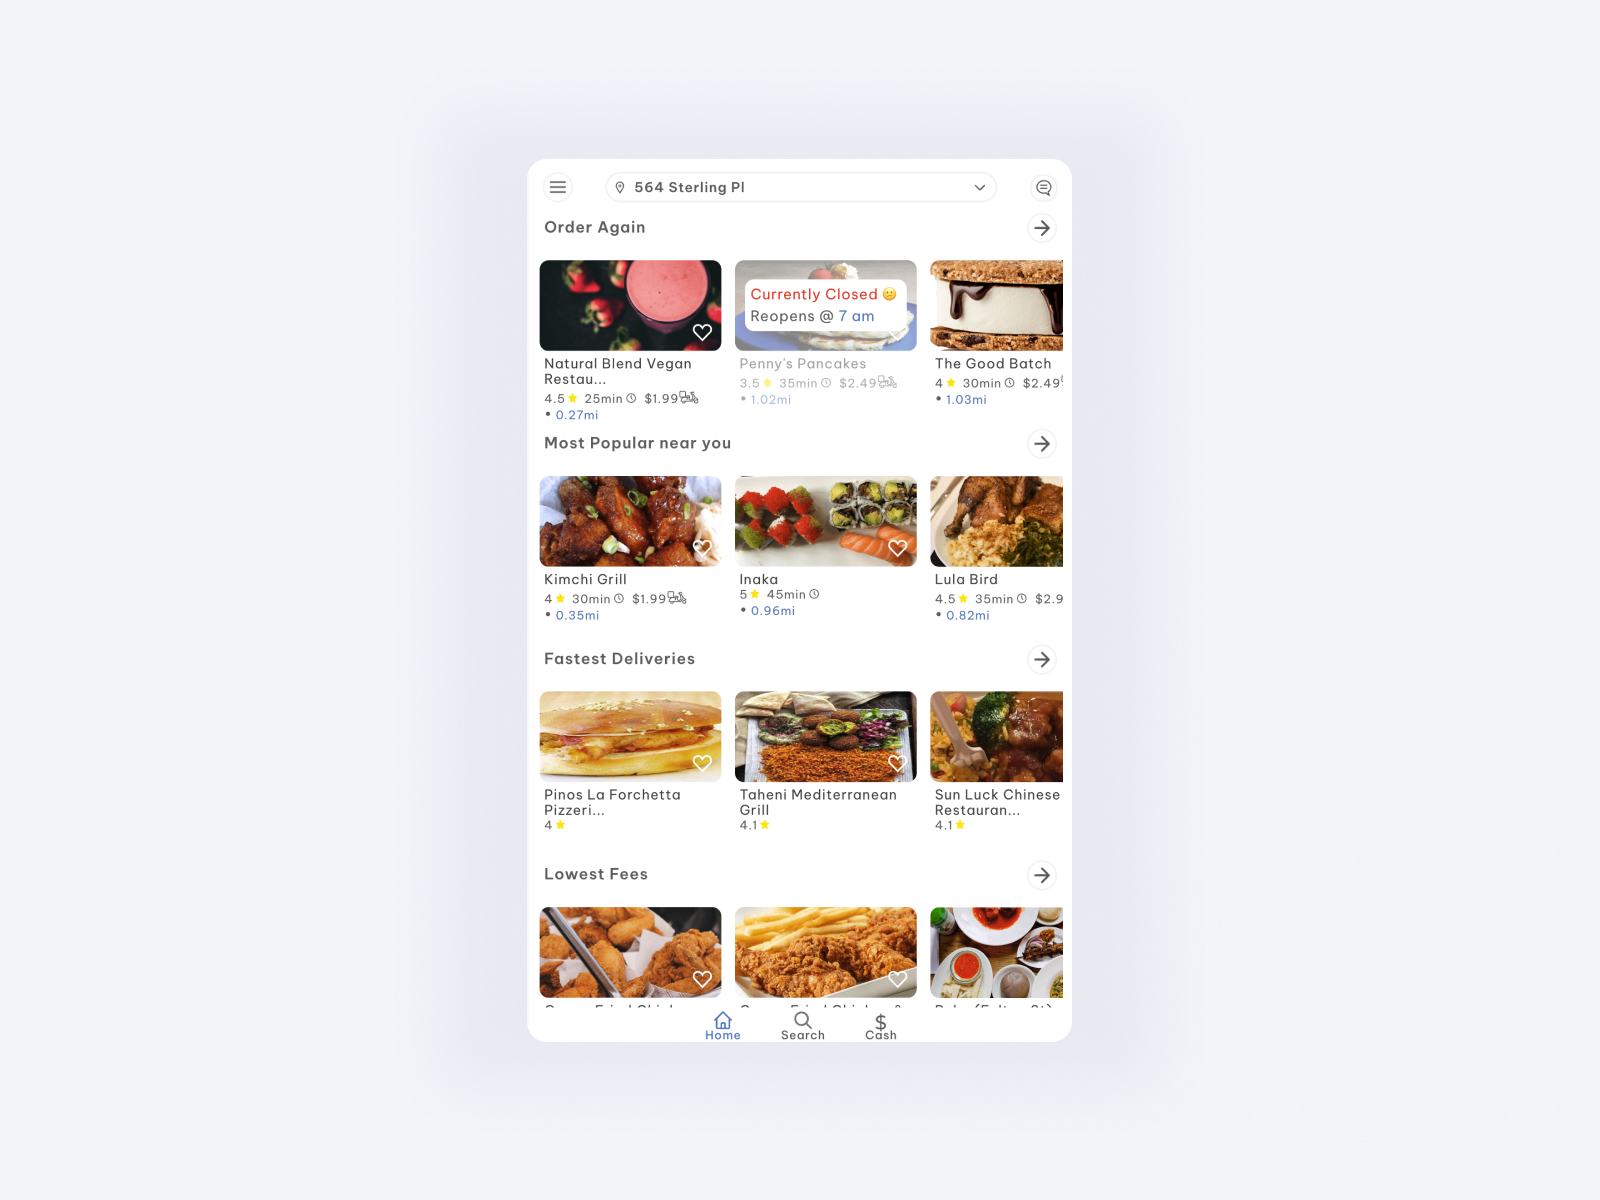 564 Sterling Pl
Order Again
Currently Closed 😕
Reopens @ 7 am
Natural Blend Vegan
Restau...
4.5 25min $1.99
• 0.27mi
Penny's Pancakes
3.5 35min $2.49
• 1.02mi
The Good Batch
4 30min $2.49
• 1.03mi
Most Popular near you
Kimchi Grill
4 30min $1.99
• 0.35mi
Inaka
5 45min
• 0.96mi
Lula Bird
4.5 35min $2.9
• 0.82mi
Fastest Deliveries
Pinos La Forchetta
Pizzeri...
4
Taheni Mediterranean
Grill
4.1
Sun Luck Chinese
Restauran...
4.1
Lowest Fees
Home
Search
$
Cash